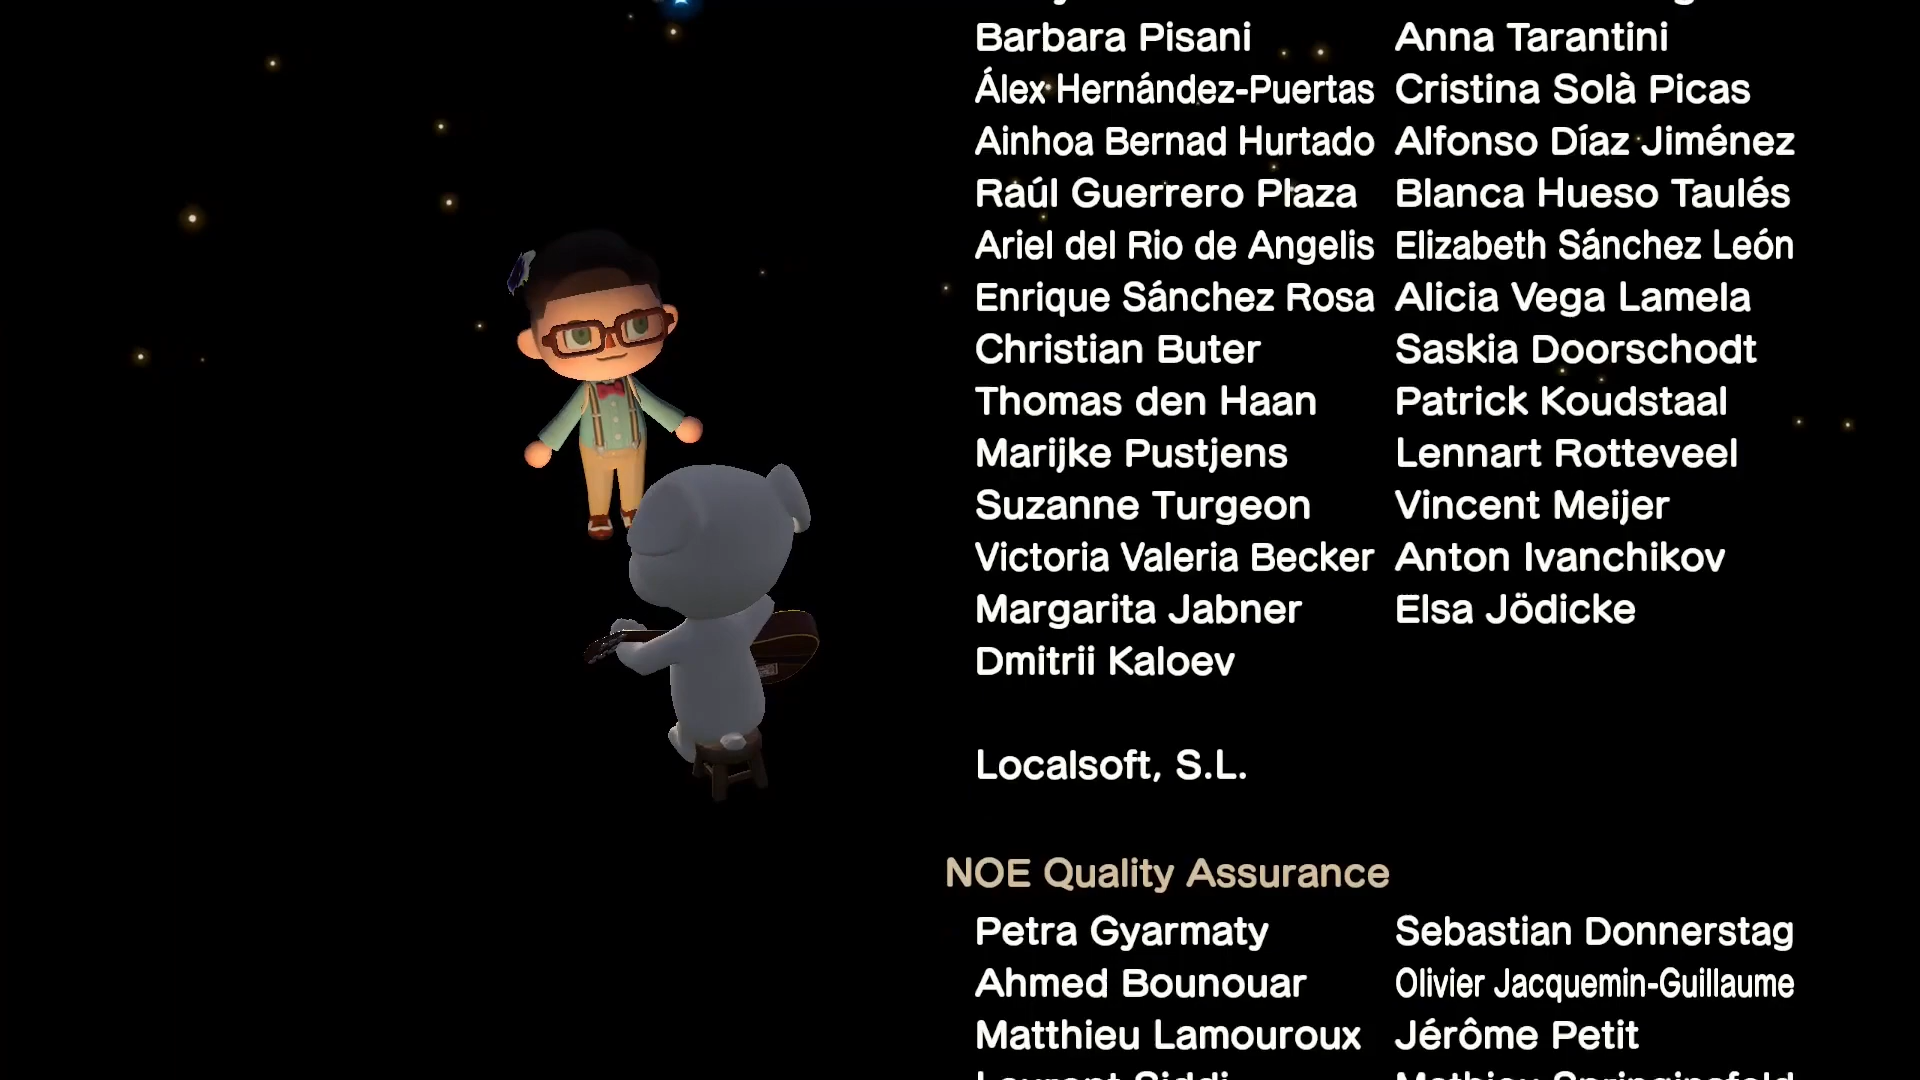 Barbara Pisani Anna Tarantini
Álex Hernández-Puertas Cristina Solà Picas
Ainhoa Bernad Hurtado Alfonso Díaz Jiménez
Raúl Guerrero Plaza Blanca Hueso Taulés
Ariel del Rio de Angelis Elizabeth Sánchez León
Enrique Sánchez Rosa Alicia Vega Lamela
Christian Buter Saskia Doorschodt
Thomas den Haan Patrick Koudstaal
Marijke Pustjens Lennart Rotteveel
Suzanne Turgeon Vincent Meijer
Victoria Valeria Becker Anton Ivanchikov
Margarita Jabner Elsa Jödicke
Dmitrii Kaloev
Localsoft, S.L.
NOE Quality Assurance
Petra Gyarmaty Sebastian Donnerstag
Ahmed Bounouar Olivier Jacquemin-Guillaume
Matthieu Lamouroux Jérôme Petit